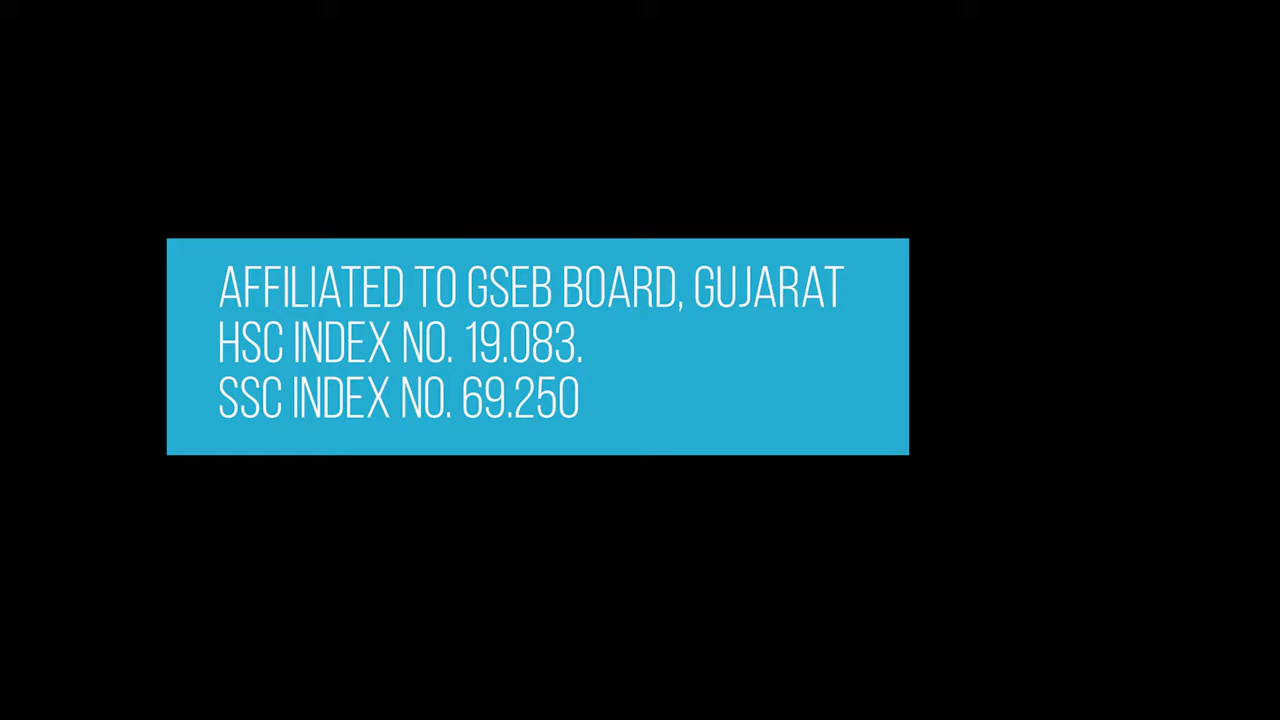 AFFILIATED TO GSEB BOARD, GUJARAT
HSC INDEX NO. 19.083.
SSC INDEX NO. 69.250